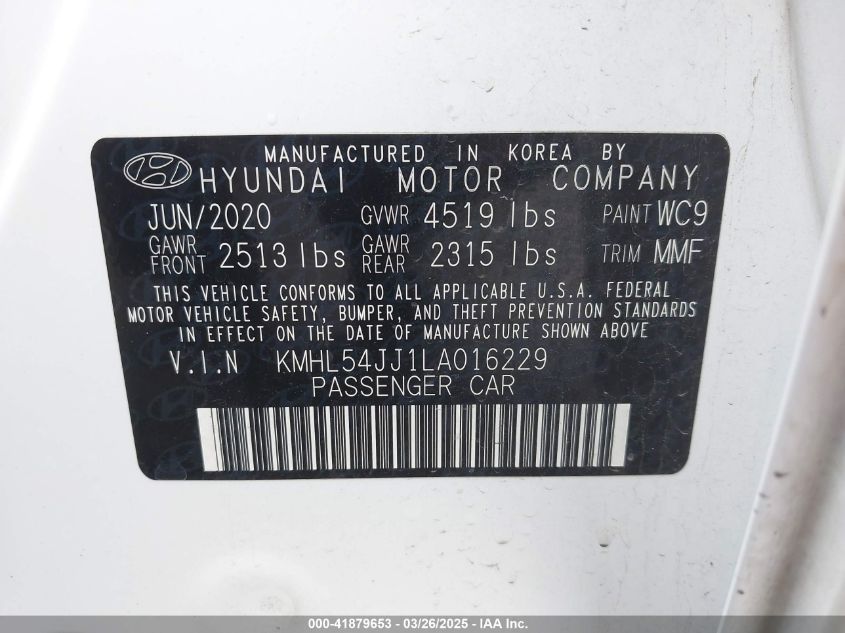 MANUFACTURED IN KOREA BY
HYUNDAI MOTOR COMPANY
JUN/2020 GVWR 4519 lbs PAINT WC9
GAWR FRONT 2513 lbs GAWR REAR 2315 lbs TRIM MMF
THIS VEHICLE CONFORMS TO ALL APPLICABLE U.S.A. FEDERAL
MOTOR VEHICLE SAFETY, BUMPER, AND THEFT PREVENTION STANDARDS
IN EFFECT ON THE DATE OF MANUFACTURE SHOWN ABOVE
V.I.N KMHL54JJ1LA016229
PASSENGER CAR
000-41879653 - 03/26/2025 - IAA Inc.